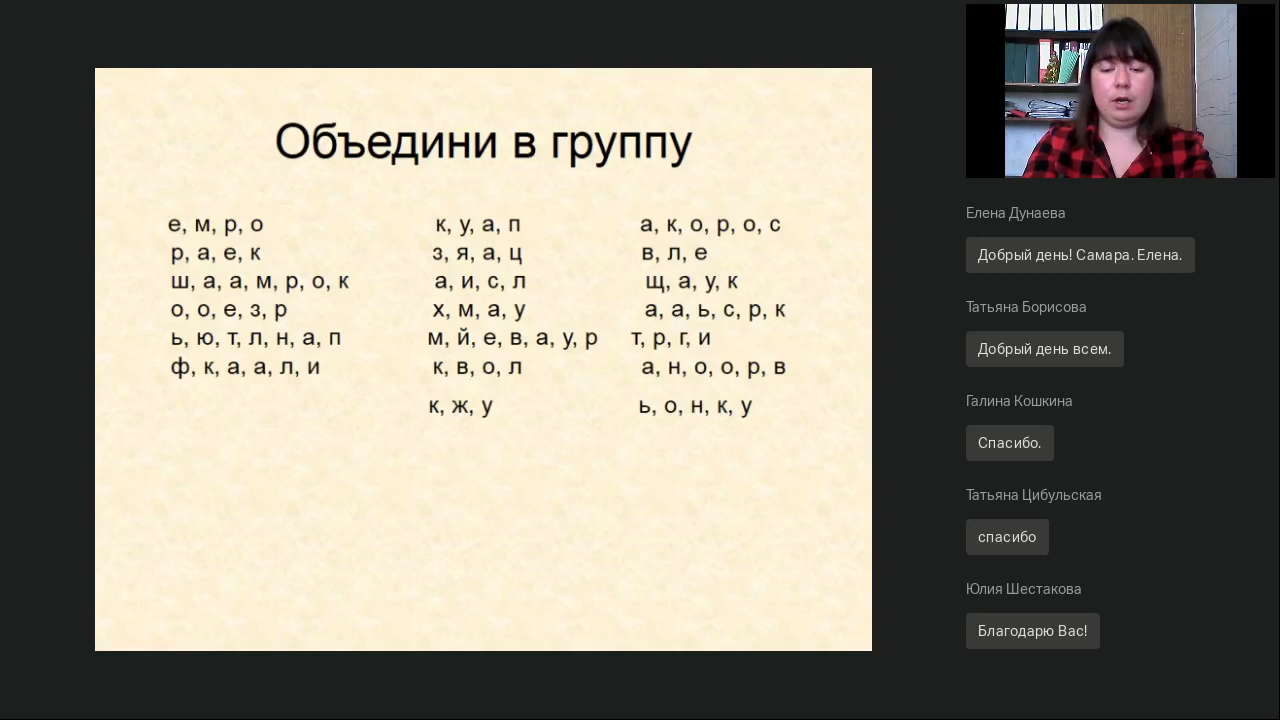 Объедини в группу
е, м, р, о
р, а, е, к
ш, а, а, м, р, о, к
о, о, е, з, р
ь, ю, т, л, н, а, п
ф, к, а, а, л, и
к, у, а, п
з, я, а, ц
а, и, с, л
х, м, а, у
м, й, е, в, а, у, р
к, в, о, л
к, ж, у
а, к, о, р, о, с
в, л, е
щ, а, у, к
а, а, ь, с, р, к
т, р, г, и
а, н, о, о, р, в
ь, о, н, к, у
Елена Дунаева
Добрый день! Самара. Елена.
Татьяна Борисова
Добрый день всем.
Галина Кошкина
Спасибо.
Татьяна Цибульская
спасибо
Юлия Шестакова
Благодарю Вас!